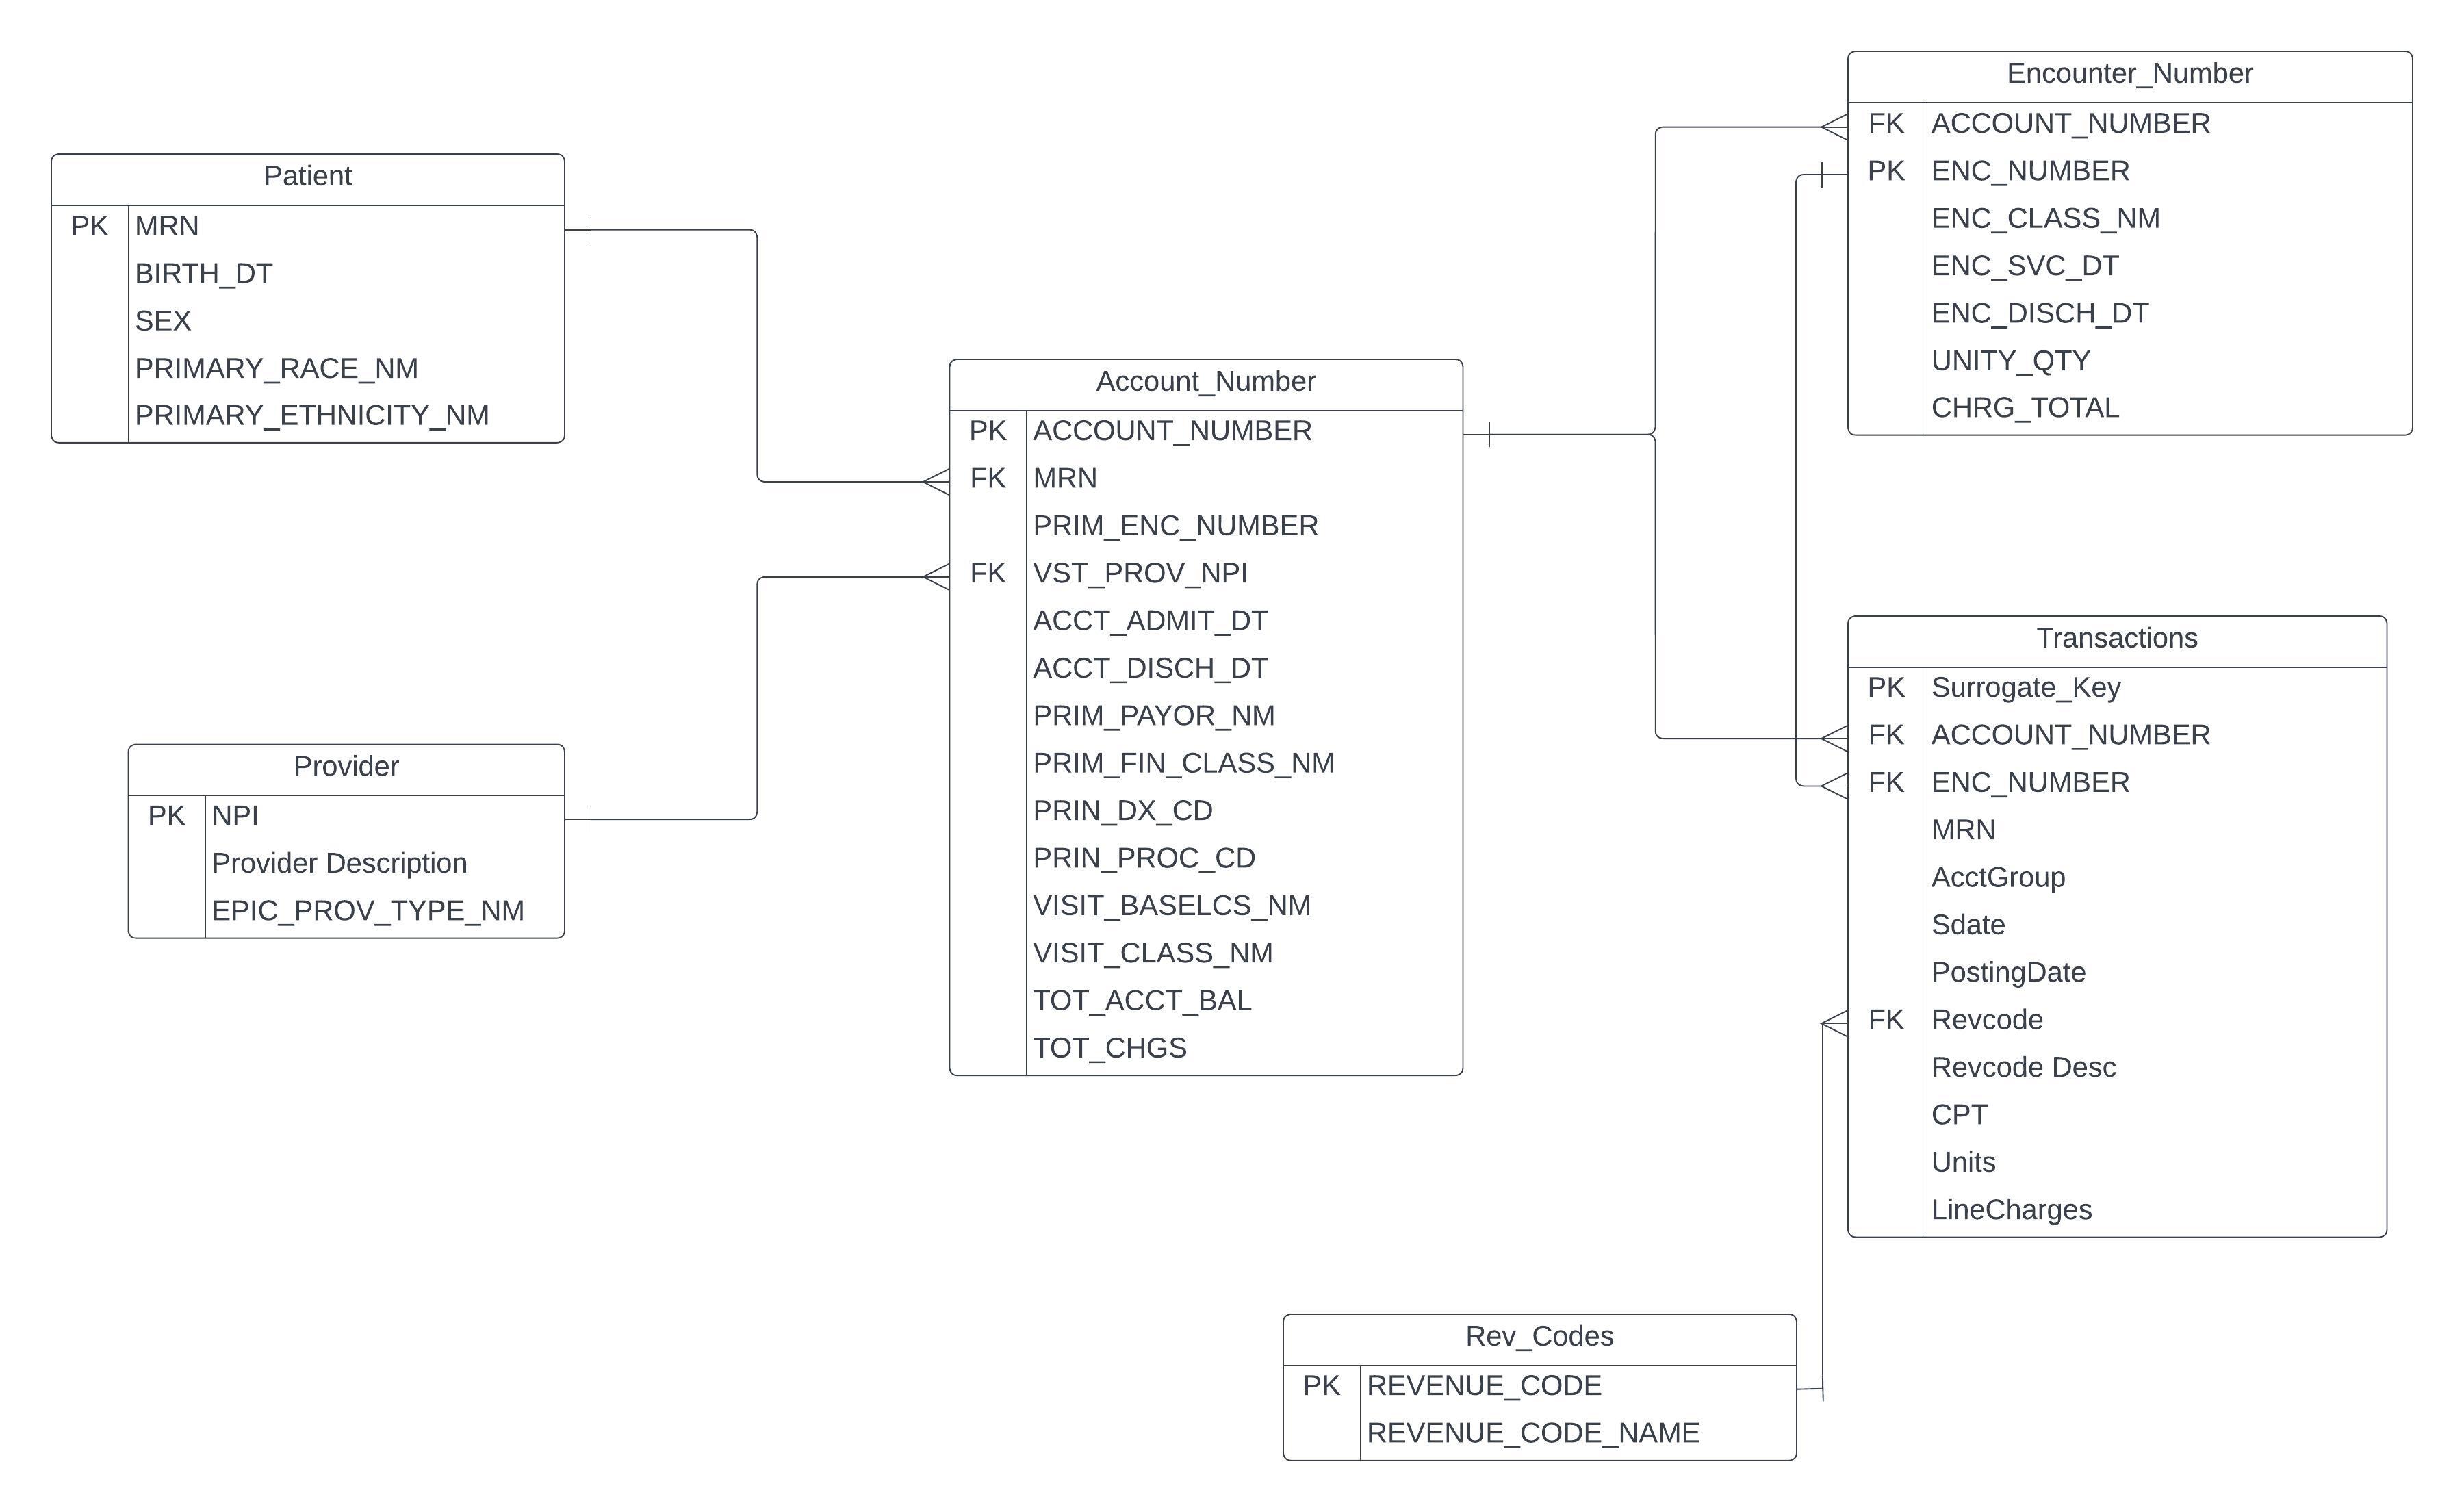 Patient
PK MRN
BIRTH_DT
SEX
PRIMARY_RACE_NM
PRIMARY_ETHNICITY_NM
Provider
PK NPI
Provider Description
EPIC_PROV_TYPE_NM
Account_Number
PK ACCOUNT_NUMBER
FK MRN
PRIM_ENC_NUMBER
FK VST_PROV_NPI
ACCT_ADMIT_DT
ACCT_DISCH_DT
PRIM_PAYOR_NM
PRIM_FIN_CLASS_NM
PRIN_DX_CD
PRIN_PROC_CD
VISIT_BASELCS_NM
VISIT_CLASS_NM
TOT_ACCT_BAL
TOT_CHGS
Encounter_Number
FK ACCOUNT_NUMBER
PK ENC_NUMBER
ENC_CLASS_NM
ENC_SVC_DT
ENC_DISCH_DT
UNITY_QTY
CHRG_TOTAL
Transactions
PK Surrogate_Key
FK ACCOUNT_NUMBER
FK ENC_NUMBER
MRN
AcctGroup
Sdate
PostingDate
FK Revcode
Revcode Desc
CPT
Units
LineCharges
Rev_Codes
PK REVENUE_CODE
REVENUE_CODE_NAME